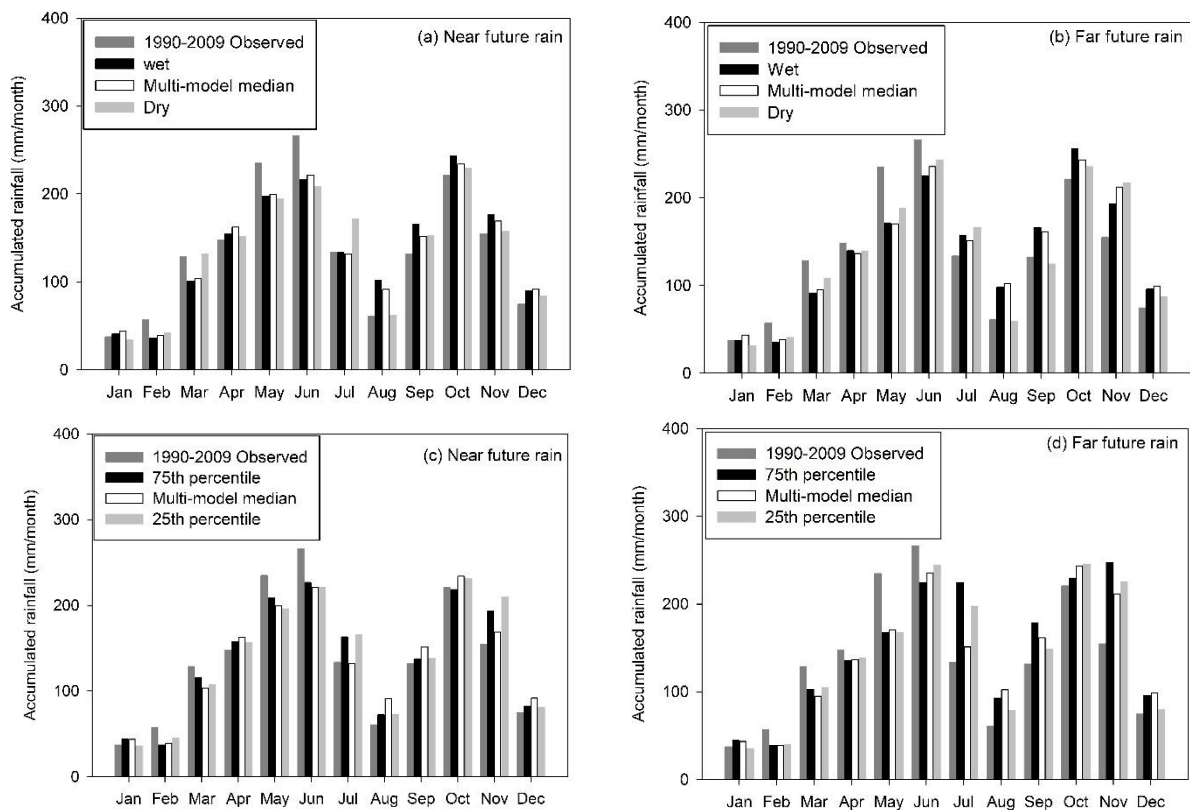 400
300
200
100
0
Accumulated rainfall (mm/month)
1990-2009 Observed
wet
Multi-model median
Dry
(a) Near future rain
Jan Feb Mar Apr May Jun Jul Aug Sep Oct Nov Dec
400
300
200
100
0
Accumulated rainfall (mm/month)
1990-2009 Observed
Wet
Multi-model median
Dry
(b) Far future rain
Jan Feb Mar Apr May Jun Jul Aug Sep Oct Nov Dec
400
300
200
100
0
Accumulated rainfall (mm/month)
1990-2009 Observed
75th percentile
Multi-model median
25th percentile
(c) Near future rain
Jan Feb Mar Apr May Jun Jul Aug Sep Oct Nov Dec
400
300
200
100
0
Accumulated rainfall (mm/month)
1990-2009 Observed
75th percentile
Multi-model median
25th percentile
(d) Far future rain
Jan Feb Mar Apr May Jun Jul Aug Sep Oct Nov Dec